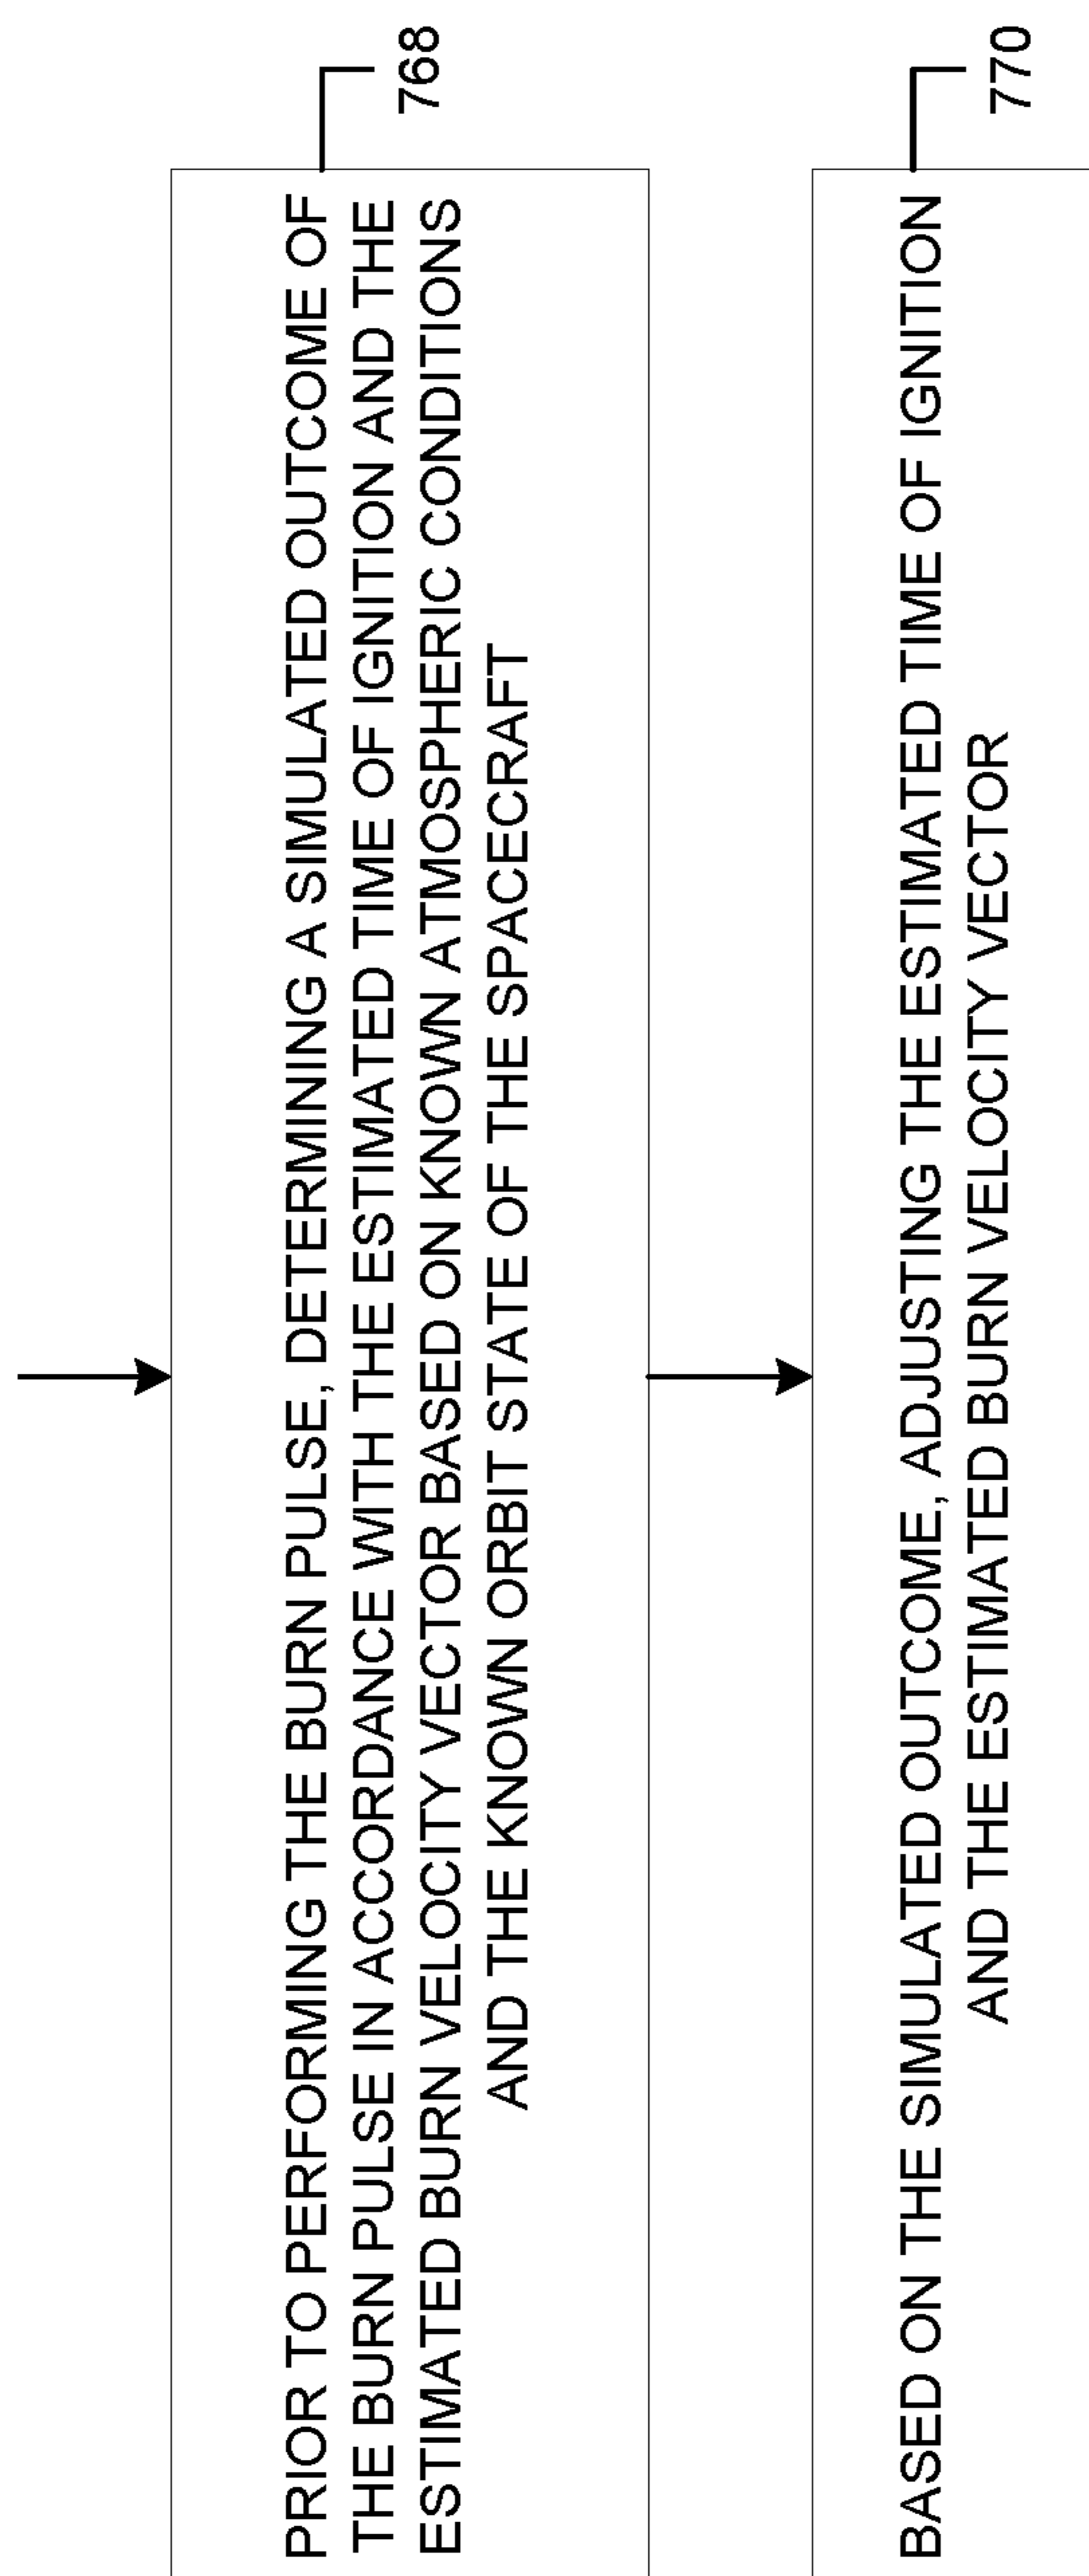 PRIOR TO PERFORMING THE BURN PULSE, DETERMINING A SIMULATED OUTCOME OF
THE BURN PULSE IN ACCORDANCE WITH THE ESTIMATED TIME OF IGNITION AND THE
ESTIMATED BURN VELOCITY VECTOR BASED ON KNOWN ATMOSPHERIC CONDITIONS
AND THE KNOWN ORBIT STATE OF THE SPACECRAFT
768
BASED ON THE SIMULATED OUTCOME, ADJUSTING THE ESTIMATED TIME OF IGNITION
AND THE ESTIMATED BURN VELOCITY VECTOR
770